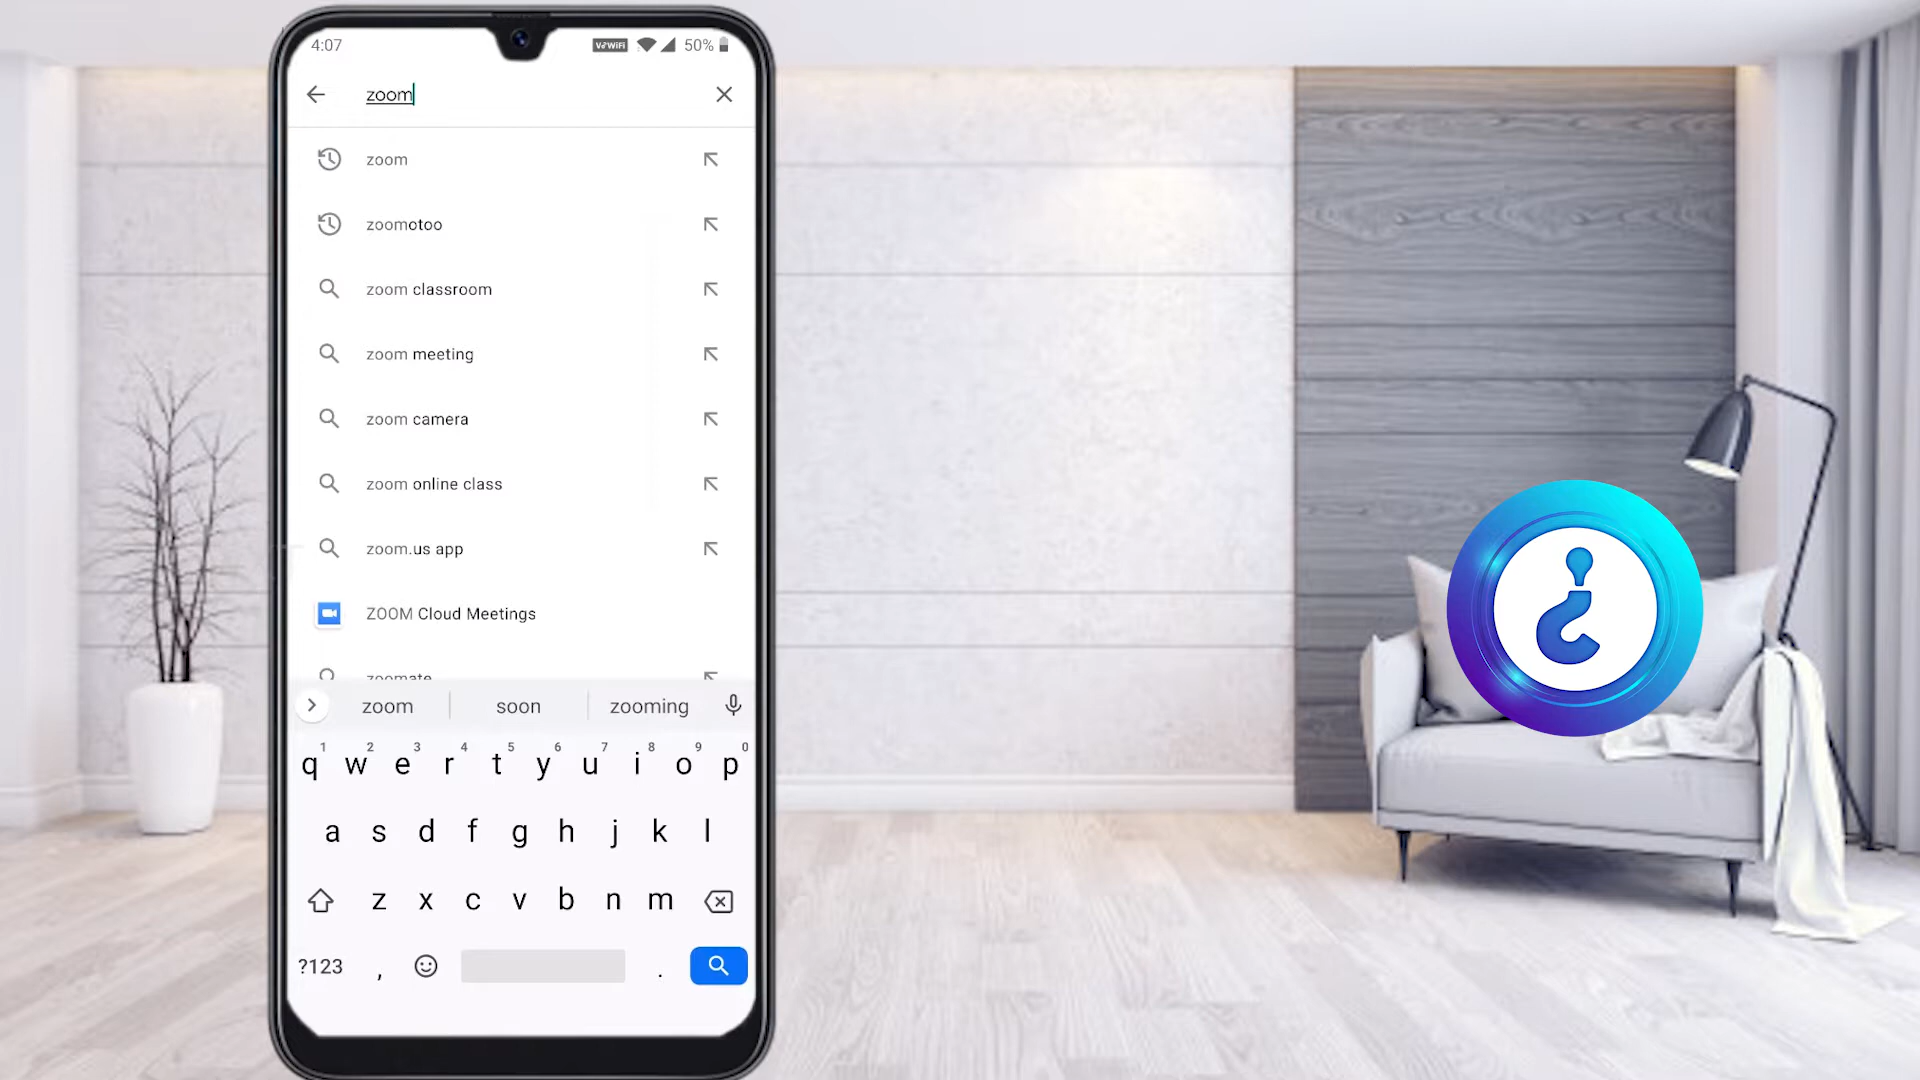 4:07 VoWiFi 50%
zoom
zoom
zoomotoo
zoom classroom
zoom meeting
zoom camera
zoom online class
zoom.us app
ZOOM Cloud Meetings
zoomate
zoom soon zooming
1 2 3 4 5 6 7 8 9 0
q w e r t y u i o p
a s d f g h j k l
z x c v b n m
?123 , .
¿